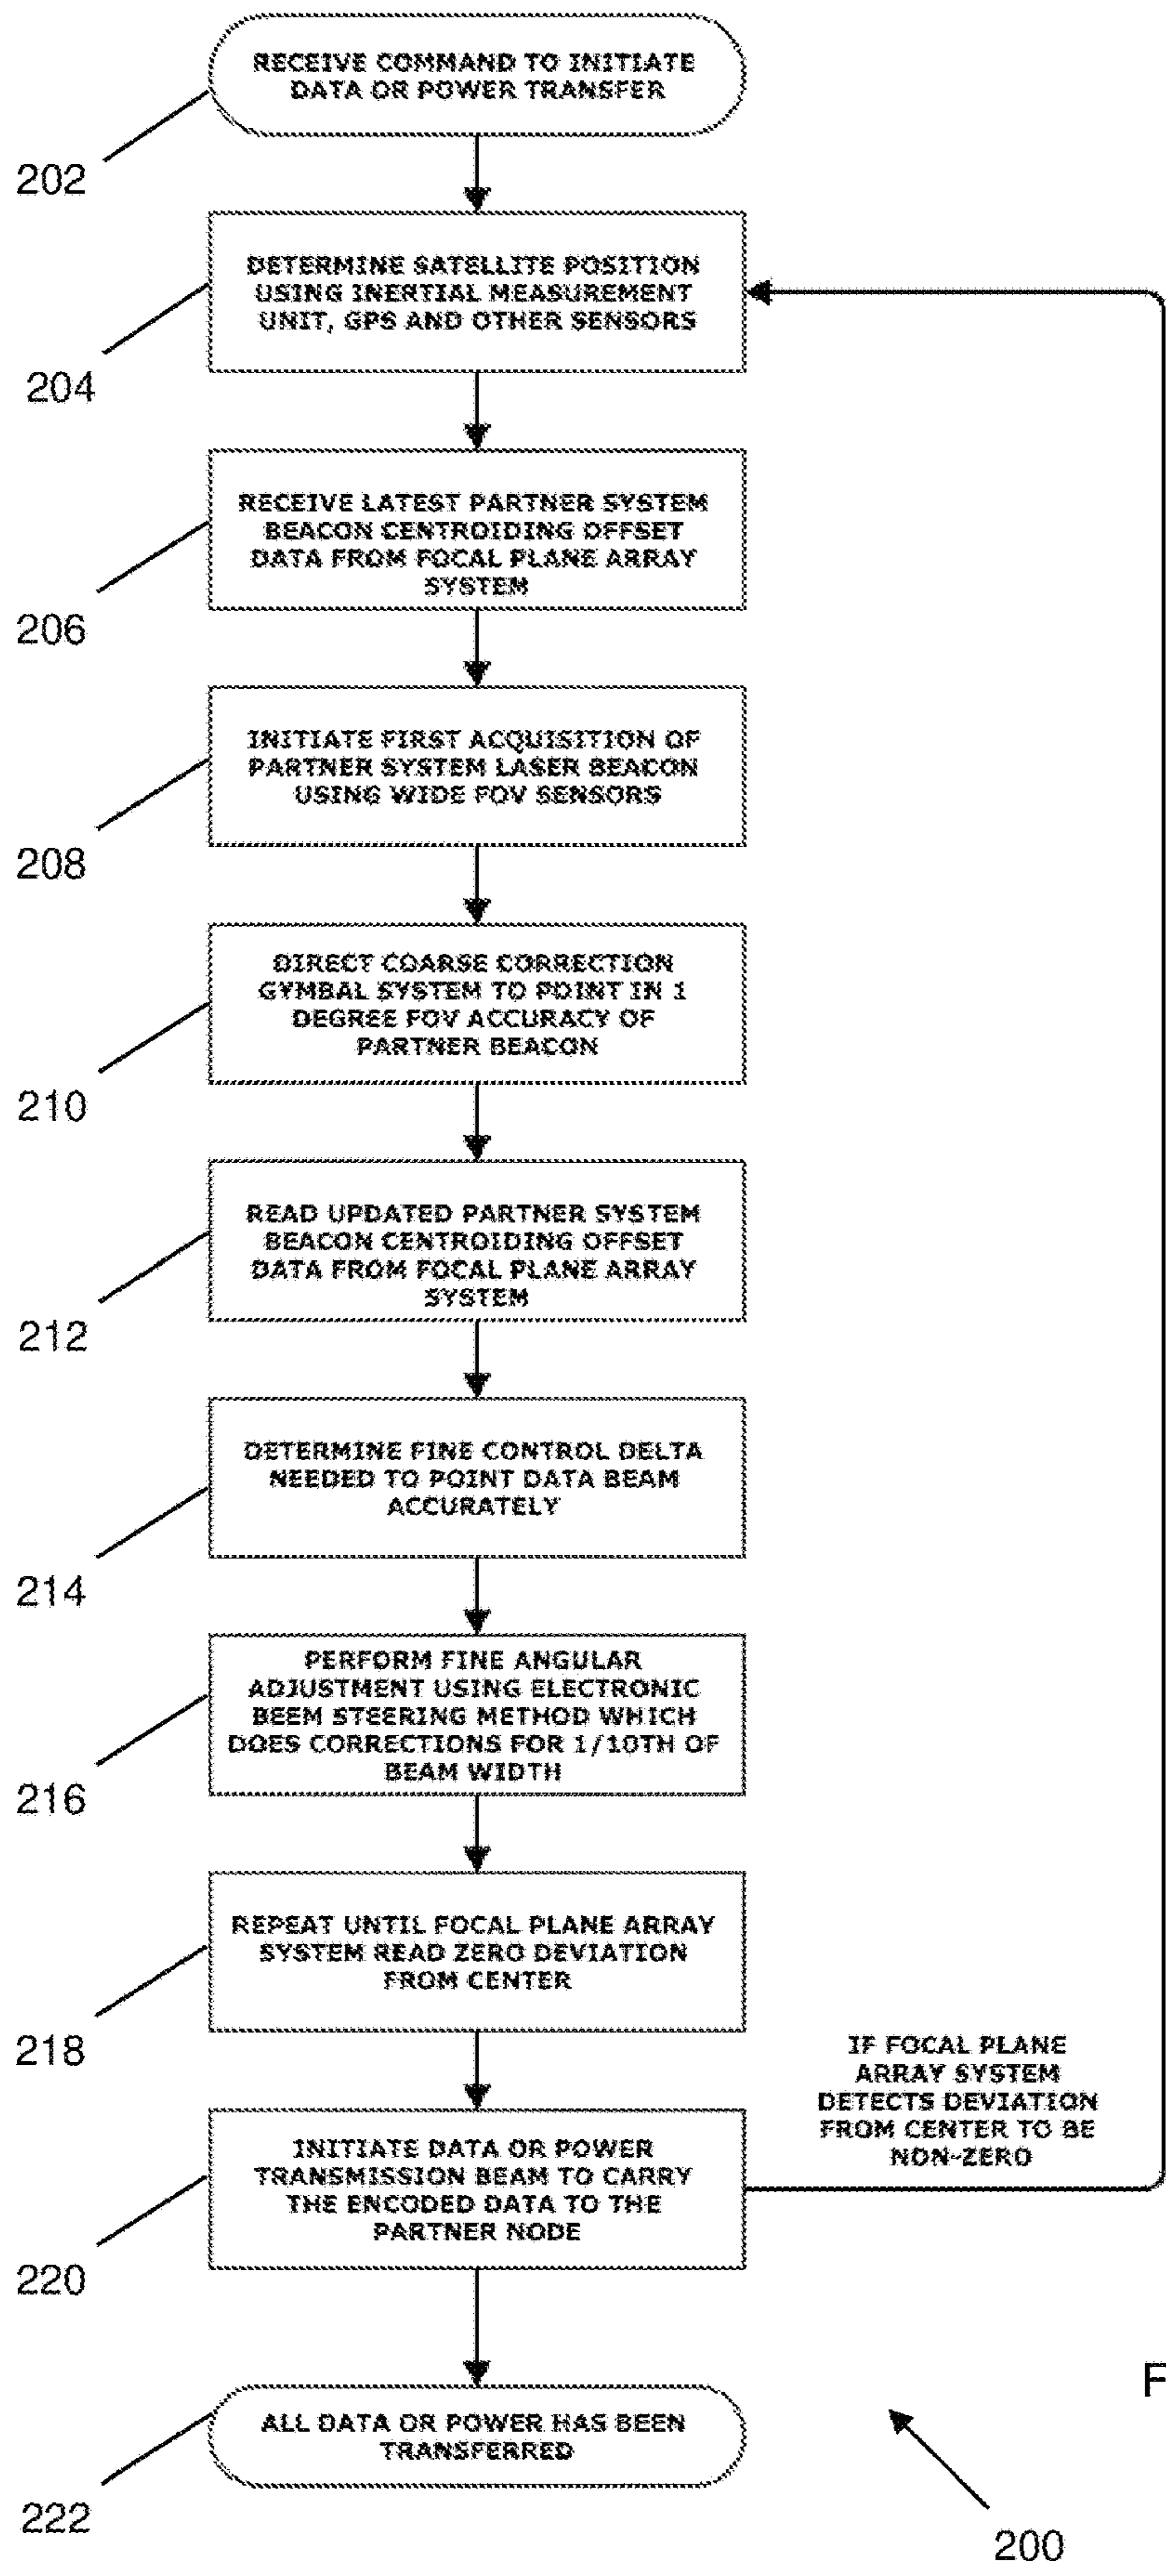 RECEIVE COMMAND TO INITIATE
DATA OR POWER TRANSFER
202
DETERMINE SATELLITE POSITION
USING INERTIAL MEASUREMENT
UNIT, GPS AND OTHER SENSORS
204
RECEIVE LATEST PARTNER SYSTEM
BEACON CENTROIDING OFFSET
DATA FROM FOCAL PLANE ARRAY
SYSTEM
206
INITIATE FIRST ACQUISITION OF
PARTNER SYSTEM LASER BEACON
USING WIDE FOV SENSORS
208
DIRECT COARSE CORRECTION
GYMBAL SYSTEM TO POINT IN 1
DEGREE FOV ACCURACY OF
PARTNER BEACON
210
READ UPDATED PARTNER SYSTEM
BEACON CENTROIDING OFFSET
DATA FROM FOCAL PLANE ARRAY
SYSTEM
212
DETERMINE FINE CONTROL DELTA
NEEDED TO POINT DATA BEAM
ACCURATELY
214
PERFORM FINE ANGULAR
ADJUSTMENT USING ELECTRONIC
BEEM STEERING METHOD WHICH
DOES CORRECTIONS FOR 1/10TH OF
BEAM WIDTH
216
REPEAT UNTIL FOCAL PLANE ARRAY
SYSTEM READ ZERO DEVIATION
FROM CENTER
218
IF FOCAL PLANE
ARRAY SYSTEM
DETECTS DEVIATION
FROM CENTER TO BE
NON-ZERO
INITIATE DATA OR POWER
TRANSMISSION BEAM TO CARRY
THE ENCODED DATA TO THE
PARTNER NODE
220
F
ALL DATA OR POWER HAS BEEN
TRANSFERRED
222
200